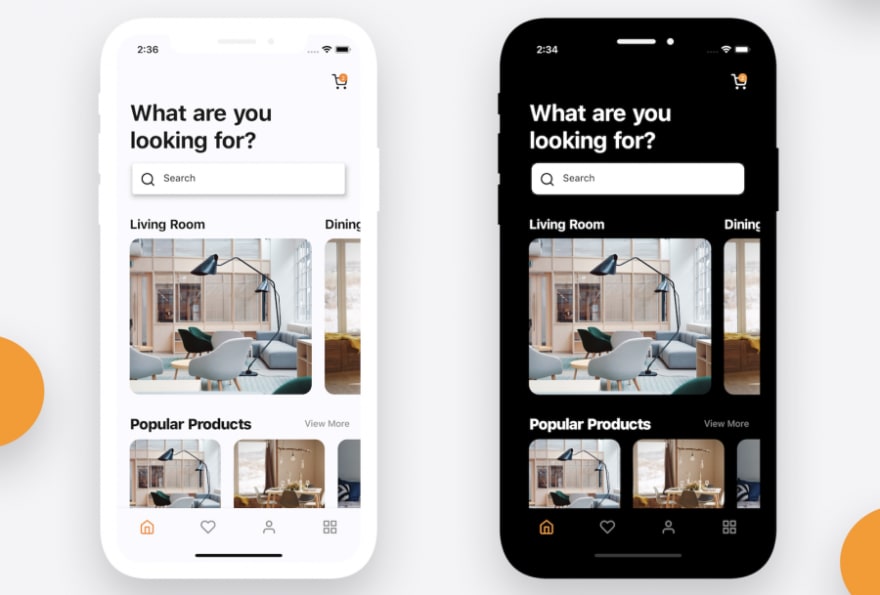 2:36
What are you
looking for?
Search
Living Room
Dining
Popular Products
View More
2:34
What are you
looking for?
Search
Living Room
Dining
Popular Products
View More